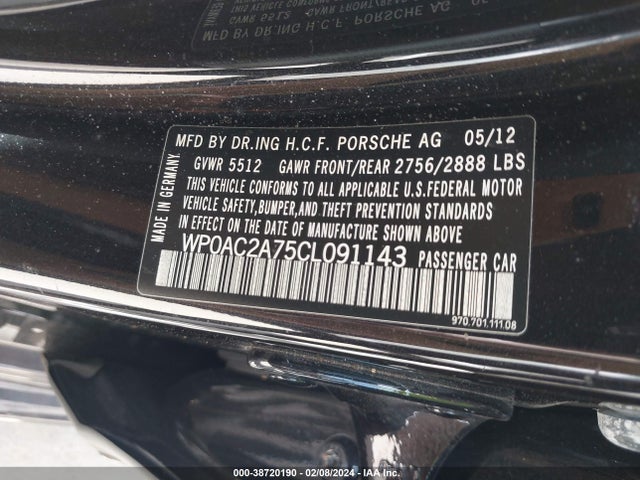 MFD BY DR.ING H.C.F. PORSCHE AG 05/12
GVWR 5512 GAWR FRONT/REAR 2756/2888 LBS
THIS VEHICLE CONFORMS TO ALL APPLICABLE U.S.FEDERAL MOTOR
VEHICLE SAFETY, BUMPER,AND THEFT PREVENTION STANDARDS
IN EFFECT ON THE DATE OF MANUFACTURE SHOWN ABOVE.
WP0AC2A75CL091143 PASSENGER CAR
MADE IN GERMANY.
970.701.111.08
000-38720190 - 02/08/2024 - IAA Inc.